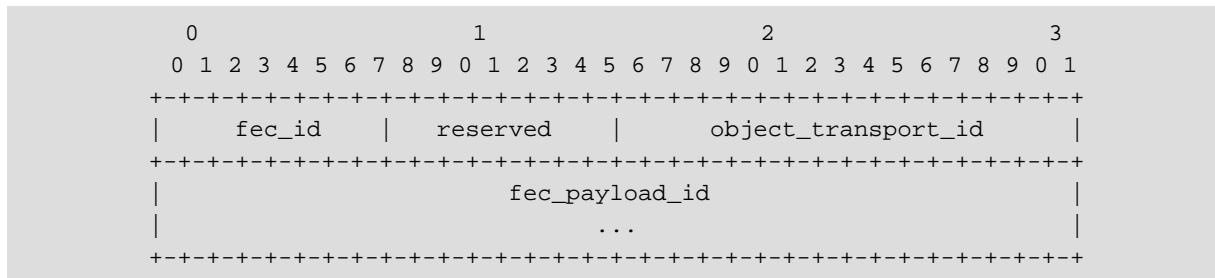 0                   1                   2                   3
0 1 2 3 4 5 6 7 8 9 0 1 2 3 4 5 6 7 8 9 0 1 2 3 4 5 6 7 8 9 0 1
+-+-+-+-+-+-+-+-+-+-+-+-+-+-+-+-+-+-+-+-+-+-+-+-+-+-+-+-+-+-+-+-+
|     fec_id    |   reserved    |      object_transport_id      |
+-+-+-+-+-+-+-+-+-+-+-+-+-+-+-+-+-+-+-+-+-+-+-+-+-+-+-+-+-+-+-+-+
|                        fec_payload_id                         |
|                              ...                              |
+-+-+-+-+-+-+-+-+-+-+-+-+-+-+-+-+-+-+-+-+-+-+-+-+-+-+-+-+-+-+-+-+